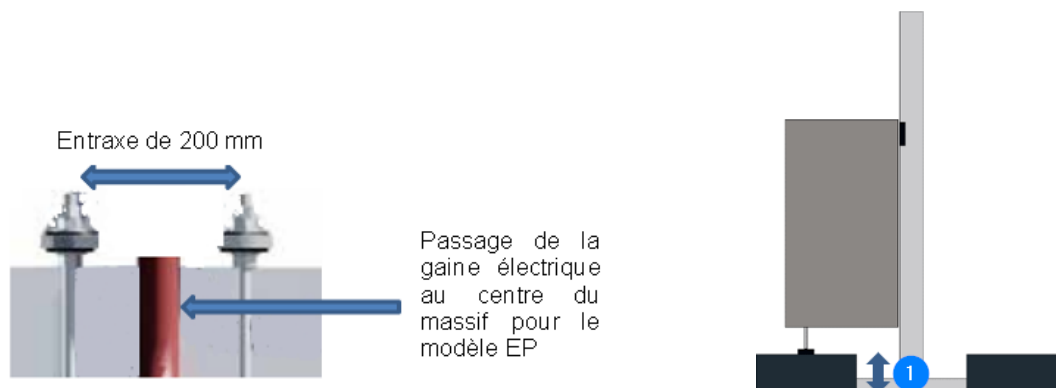 Entraxe de 200 mm
Passage de la
gaine électrique
au centre du
massif pour le
modèle EP
1